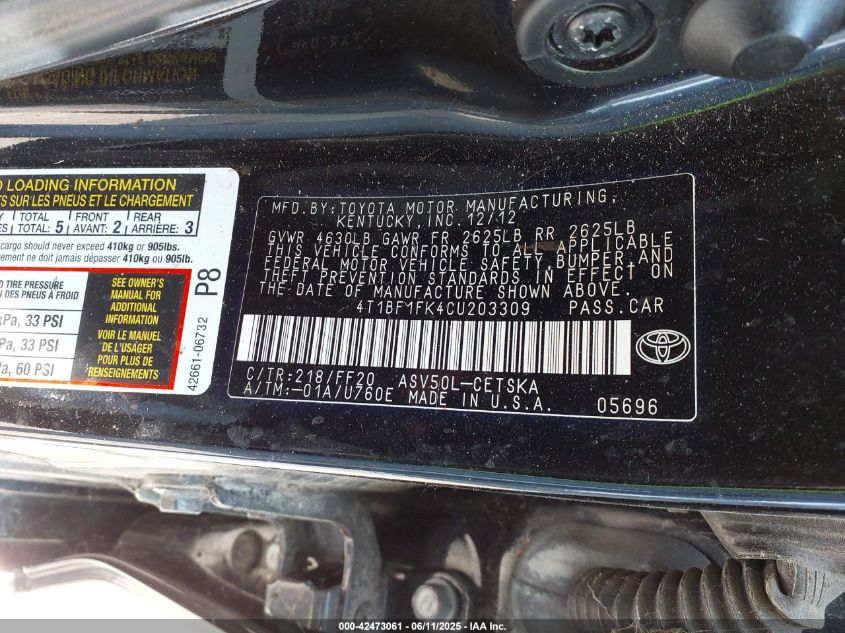 O LOADING INFORMATION
TS SUR LES PNEUS ET LE CHARGEMENT
TOTAL FRONT REAR
TOTAL: 5 AVANT: 2 ARRIÈRE: 3
cargo should never exceed 410kg or 905lbs.
rement ne doit jamais dépasser 410kg ou 905lb.
TIRE PRESSURE
DES PNEUS À FROID
kPa, 33 PSI
Pa, 33 PSI
Pa, 60 PSI
SEE OWNER'S
MANUAL FOR
ADDITIONAL
INFORMATION
VOIR LE MANUEL
DE L'USAGER
POUR PLUS DE
RENSEIGNEMENTS
P8
42661-06732
MFD.BY:TOYOTA MOTOR MANUFACTURING,
KENTUCKY, INC. 12/12
GVWR 4630LB GAWR FR 2625LB RR 2625LB
THIS VEHICLE CONFORMS TO ALL APPLICABLE
FEDERAL MOTOR VEHICLE SAFETY, BUMPER, AND
THEFT PREVENTION STANDARDS IN EFFECT ON
THE DATE OF MANUFACTURE SHOWN ABOVE.
4T1BF1FK4CU203309 PASS.CAR
C/TR:218/FF20 ASV50L-CETSKA
A/TM:-01A/U760E MADE IN U.S.A. 05696
TOYOTA
000-42473061 - 06/11/2025 - IAA Inc.